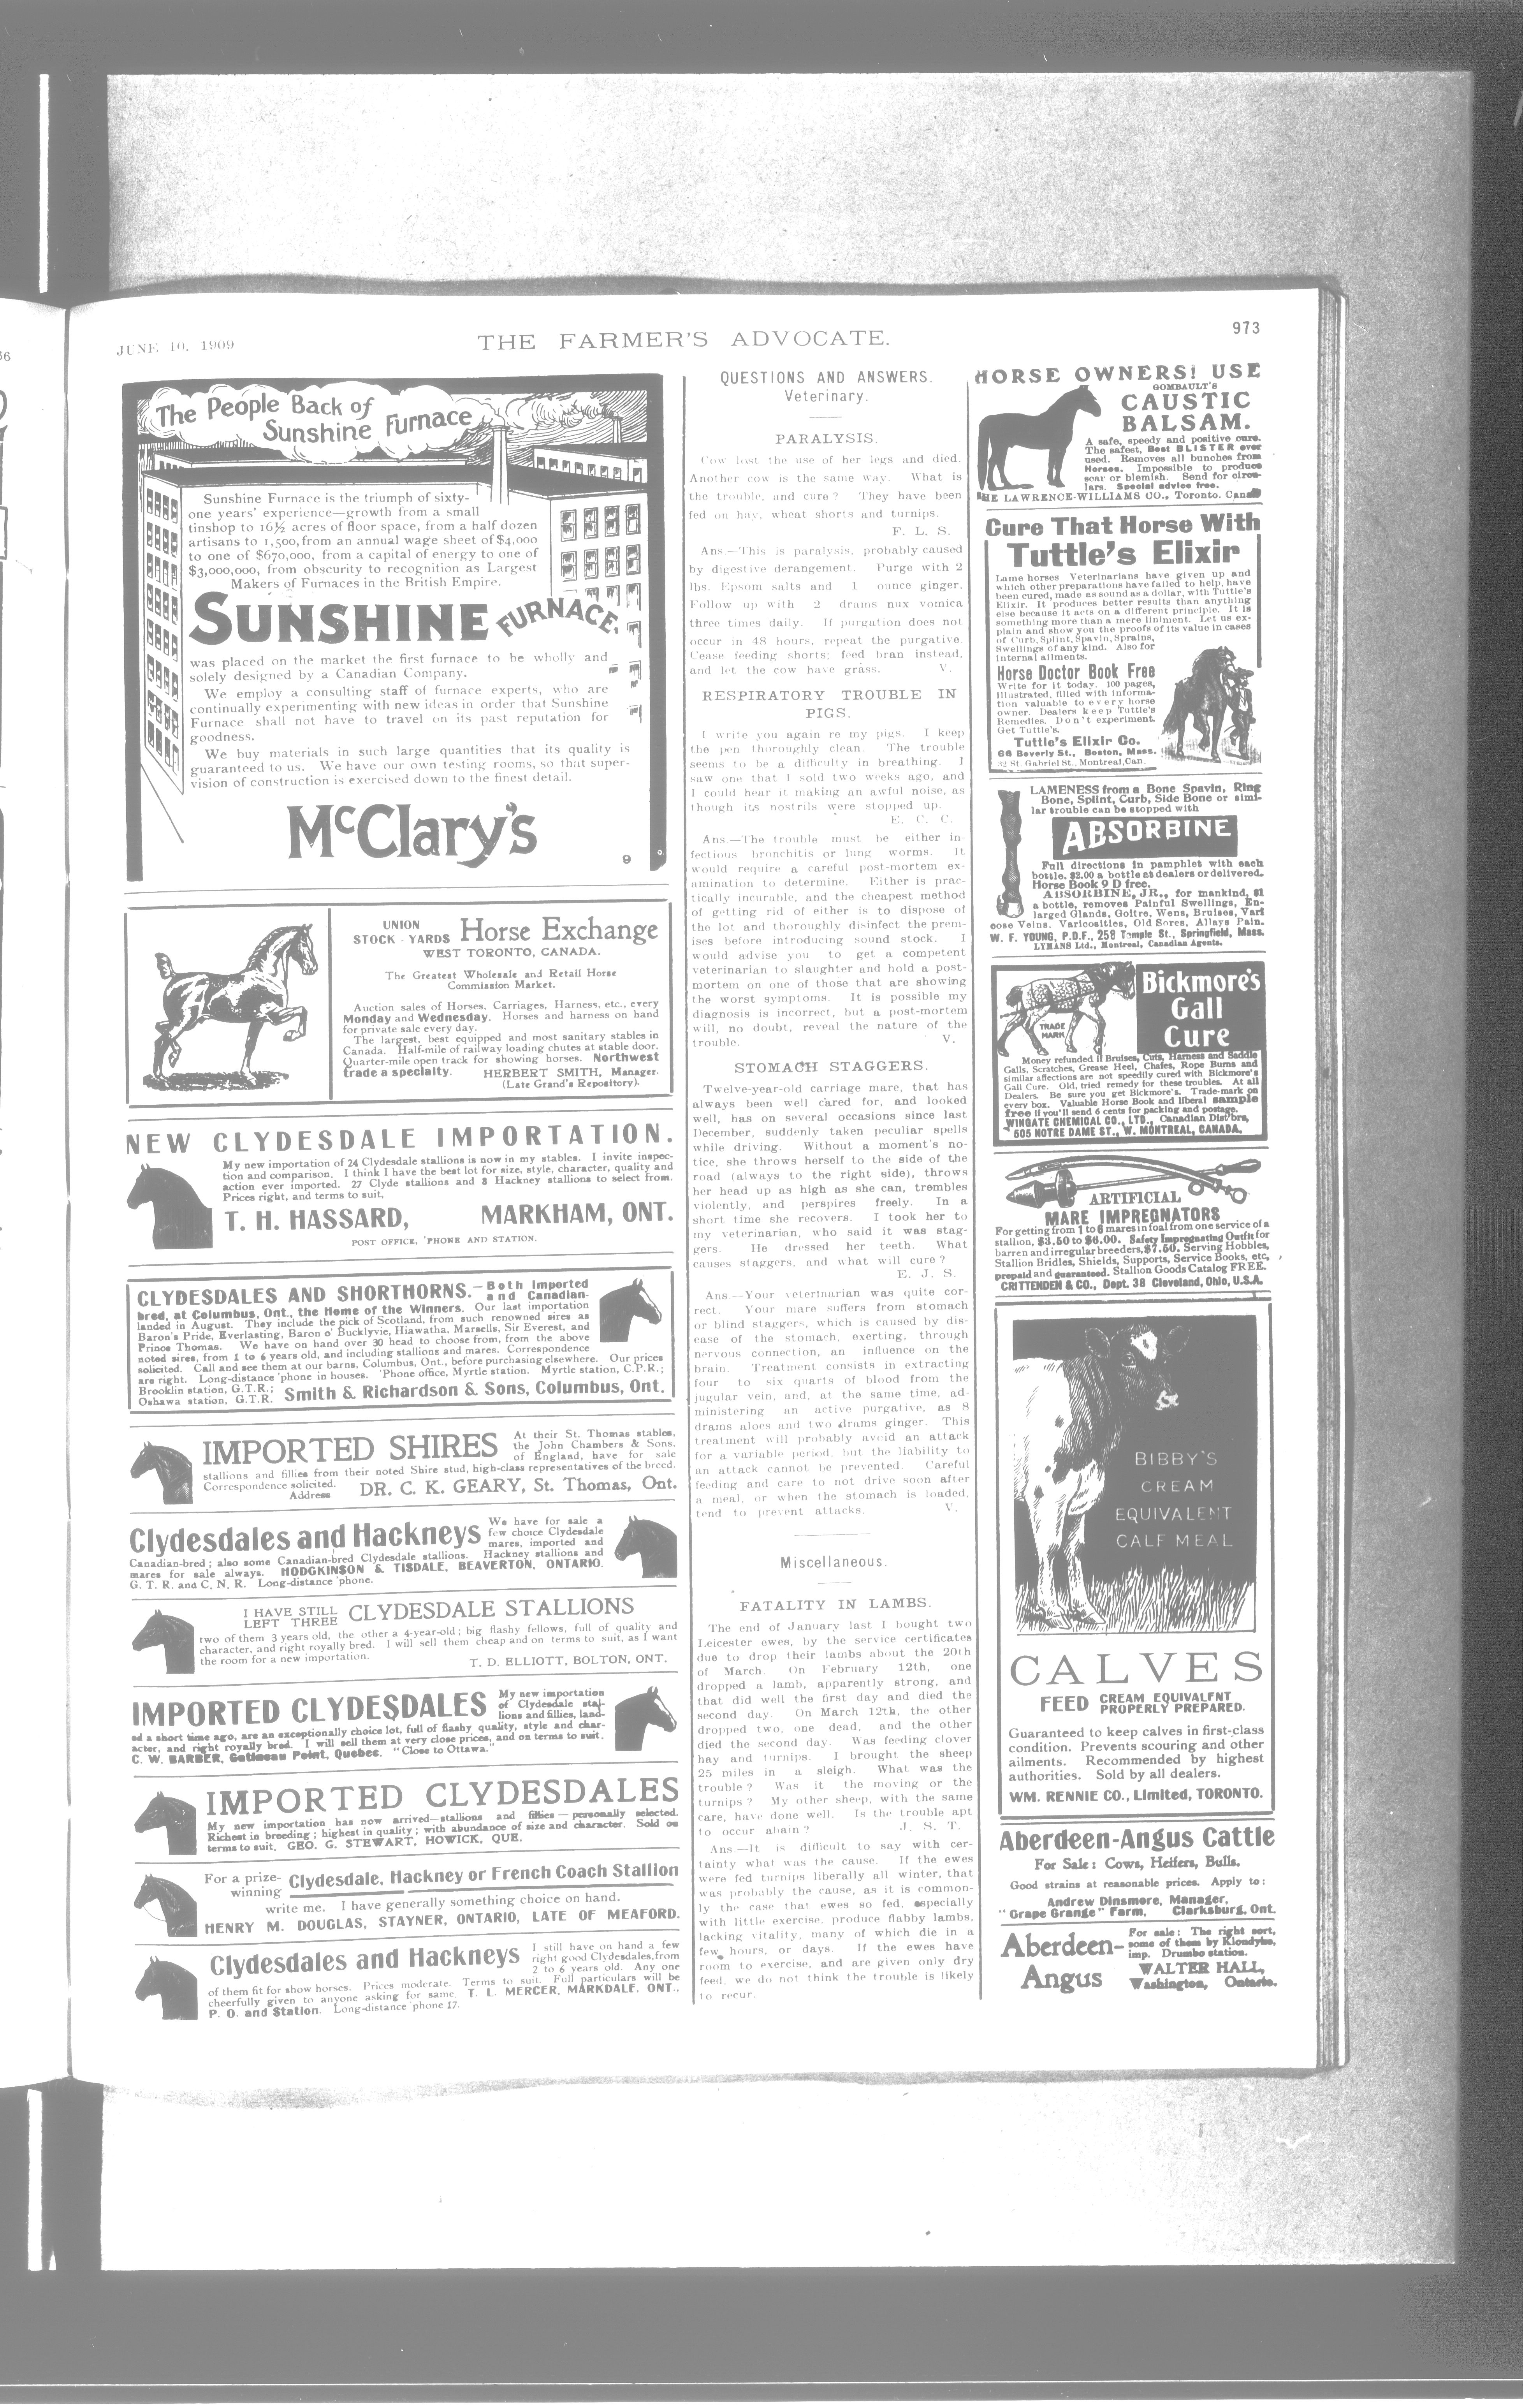 JUNE 10, 1909
THE FARMER'S ADVOCATE.
973
The People Back of
Sunshine Furnace
Sunshine Furnace is the triumph of sixty-
one years' experience—growth from a small
tinshop to 16½ acres of floor space, from a half dozen
artisans to 1,500, from an annual wage sheet of $4,000
to one of $670,000, from a capital of energy to one of
$3,000,000, from obscurity to recognition as Largest
Makers of Furnaces in the British Empire.
SUNSHINE FURNACE
was placed on the market the first furnace to be wholly and
solely designed by a Canadian Company.
We employ a consulting staff of furnace experts, who are
continually experimenting with new ideas in order that Sunshine
Furnace shall not have to travel on its past reputation for
goodness.
We buy materials in such large quantities that its quality is
guaranteed to us. We have our own testing rooms, so that super-
vision of construction is exercised down to the finest detail.
McClary's
9
UNION
STOCK-YARDS Horse Exchange
WEST TORONTO, CANADA.
The Greatest Wholesale and Retail Horse
Commission Market.
Auction sales of Horses, Carriages, Harness, etc., every
Monday and Wednesday. Horses and harness on hand
for private sale every day.
The largest, best equipped and most sanitary stables in
Canada. Half-mile of railway loading chutes at stable door.
Quarter-mile open track for showing horses. Northwest
trade a specialty. HERBERT SMITH, Manager.
(Late Grand's Repository).
NEW CLYDESDALE IMPORTATION.
My new importation of 24 Clydesdale stallions is now in my stables. I invite inspec-
tion and comparison. I think I have the best lot for size, style, character, quality and
action ever imported. 27 Clyde stallions and 8 Hackney stallions to select from.
Prices right, and terms to suit.
T. H. HASSARD, MARKHAM, ONT.
POST OFFICE, 'PHONE AND STATION.
CLYDESDALES AND SHORTHORNS.—Both Imported
and Canadian-
bred, at Columbus, Ont., the Home of the Winners. Our last importation
landed in August. They include the pick of Scotland, from such renowned sires as
Baron's Pride, Everlasting, Baron o' Bucklyvie, Hiawatha, Marsells, Sir Everest, and
Prince Thomas. We have on hand over 30 head to choose from, from the above
noted sires, from 1 to 6 years old, and including stallions and mares. Correspondence
solicited. Call and see them at our barns, Columbus, Ont., before purchasing elsewhere. Our prices
are right. Long-distance 'phone in houses. 'Phone office, Myrtle station. Myrtle station, C.P.R.;
Brooklin station, G.T.R.;
Oshawa station, G.T.R. Smith & Richardson & Sons, Columbus, Ont.
IMPORTED SHIRES
At their St. Thomas stables,
the John Chambers & Sons,
of England, have for sale
stallions and fillies from their noted Shire stud, high-class representatives of the breed.
Correspondence solicited.
Address DR. C. K. GEARY, St. Thomas, Ont.
Clydesdales and Hackneys
We have for sale a
few choice Clydesdale
mares, imported and
Canadian-bred; also some Canadian-bred Clydesdale stallions. Hackney stallions and
mares for sale always. HODGKINSON & TISDALE, BEAVERTON, ONTARIO.
G. T. R. and C. N. R. Long-distance 'phone.
I HAVE STILL
LEFT THREE CLYDESDALE STALLIONS
two of them 3 years old, the other a 4-year-old; big flashy fellows, full of quality and
character, and right royally bred. I will sell them cheap and on terms to suit, as I want
the room for a new importation. T. D. ELLIOTT, BOLTON, ONT.
IMPORTED CLYDESDALES
My new importation
of Clydesdale stal-
lions and fillies, land-
ed a short time ago, are an exceptionally choice lot, full of flashy quality, style and char-
acter, and right royally bred. I will sell them at very close prices, and on terms to suit.
C. W. BARBER, Gatineau Point, Quebec. "Close to Ottawa."
IMPORTED CLYDESDALES
My new importation has now arrived—stallions and fillies—personally selected.
Richest in breeding; highest in quality; with abundance of size and character. Sold on
terms to suit. GEO. G. STEWART, HOWICK, QUE.
For a prize-
winning Clydesdale, Hackney or French Coach Stallion
write me. I have generally something choice on hand.
HENRY M. DOUGLAS, STAYNER, ONTARIO, LATE OF MEAFORD.
Clydesdales and Hackneys
I still have on hand a few
right good Clydesdales, from
2 to 6 years old. Any one
of them fit for show horses. Prices moderate. Terms to suit. Full particulars will be
cheerfully given to anyone asking for same. T. L. MERCER, MARKDALE, ONT.,
P. O. and Station. Long-distance 'phone 17.
QUESTIONS AND ANSWERS.
Veterinary.
PARALYSIS.
Cow lost the use of her legs and died.
Another cow is the same way. What is
the trouble, and cure? They have been
fed on hay, wheat shorts and turnips.
F. L. S.
Ans.—This is paralysis, probably caused
by digestive derangement. Purge with 2
lbs. Epsom salts and 1 ounce ginger.
Follow up with 2 drams nux vomica
three times daily. If purgation does not
occur in 48 hours, repeat the purgative.
Cease feeding shorts; feed bran instead,
and let the cow have grass. V.
RESPIRATORY TROUBLE IN
PIGS.
I write you again re my pigs. I keep
the pen thoroughly clean. The trouble
seems to be a difficulty in breathing. I
saw one that I sold two weeks ago, and
I could hear it making an awful noise, as
though its nostrils were stopped up.
E. C. C.
Ans.—The trouble must be either in-
fectious bronchitis or lung worms. It
would require a careful post-mortem ex-
amination to determine. Either is prac-
tically incurable, and the cheapest method
of getting rid of either is to dispose of
the lot and thoroughly disinfect the prem-
ises before introducing sound stock. I
would advise you to get a competent
veterinarian to slaughter and hold a post-
mortem on one of those that are showing
the worst symptoms. It is possible my
diagnosis is incorrect, but a post-mortem
will, no doubt, reveal the nature of the
trouble. V.
STOMACH STAGGERS.
Twelve-year-old carriage mare, that has
always been well cared for, and looked
well, has on several occasions since last
December, suddenly taken peculiar spells
while driving. Without a moment's no-
tice, she throws herself to the side of the
road (always to the right side), throws
her head up as high as she can, trembles
violently, and perspires freely. In a
short time she recovers. I took her to
my veterinarian, who said it was stag-
gers. He dressed her teeth. What
causes staggers, and what will cure?
E. J. S.
Ans.—Your veterinarian was quite cor-
rect. Your mare suffers from stomach
or blind staggers, which is caused by dis-
ease of the stomach, exerting, through
nervous connection, an influence on the
brain. Treatment consists in extracting
four to six quarts of blood from the
jugular vein, and, at the same time, ad-
ministering an active purgative, as 8
drams aloes and two drams ginger. This
treatment will probably avoid an attack
for a variable period, but the liability to
an attack cannot be prevented. Careful
feeding and care to not drive soon after
a meal, or when the stomach is loaded,
tend to prevent attacks. V.
Miscellaneous.
FATALITY IN LAMBS.
The end of January last I bought two
Leicester ewes, by the service certificates
due to drop their lambs about the 20th
of March. On February 12th, one
dropped a lamb, apparently strong, and
that did well the first day and died the
second day. On March 12th, the other
dropped two, one dead, and the other
died the second day. Was feeding clover
hay and turnips. I brought the sheep
25 miles in a sleigh. What was the
trouble? Was it the moving or the
turnips? My other sheep, with the same
care, have done well. Is the trouble apt
to occur abain? J. S. T.
Ans.—It is difficult to say with cer-
tainty what was the cause. If the ewes
were fed turnips liberally all winter, that
was probably the cause, as it is common-
ly the case that ewes so fed, especially
with little exercise, produce flabby lambs,
lacking vitality, many of which die in a
few hours, or days. If the ewes have
room to exercise, and are given only dry
feed, we do not think the trouble is likely
to recur.
HORSE OWNERS! USE
GOMBAULT'S
CAUSTIC
BALSAM.
A safe, speedy and positive cure.
The safest, Best BLISTER ever
used. Removes all bunches from
Horses. Impossible to produce
scar or blemish. Send for circu-
lars. Special advice free.
THE LAWRENCE-WILLIAMS CO., Toronto, Canada
Cure That Horse With
Tuttle's Elixir
Lame horses Veterinarians have given up and
which other preparations have failed to help, have
been cured, made as sound as a dollar, with Tuttle's
Elixir. It produces better results than anything
else because it acts on a different principle. It is
something more than a mere liniment. Let us ex-
plain and show you the proofs of its value in cases
of Curb, Splint, Spavin, Sprains,
Swellings of any kind. Also for
internal ailments.
Horse Doctor Book Free
Write for it today. 100 pages,
illustrated, filled with informa-
tion valuable to every horse
owner. Dealers keep Tuttle's
Remedies. Don't experiment.
Get Tuttle's.
Tuttle's Elixir Co.
66 Beverly St., Boston, Mass.
32 St. Gabriel St., Montreal, Can.
LAMENESS from a Bone Spavin, Ring
Bone, Splint, Curb, Side Bone or simi-
lar trouble can be stopped with
ABSORBINE
Full directions in pamphlet with each
bottle. $2.00 a bottle at dealers or delivered.
Horse Book 9 D free.
ABSORBINE, JR., for mankind, $1
a bottle, removes Painful Swellings, En-
larged Glands, Goitre, Wens, Bruises, Vari
cose Veins, Varicosities, Old Sores, Allays Pain.
W. F. YOUNG, P.D.F., 258 Temple St., Springfield, Mass.
LYMANS Ltd., Montreal, Canadian Agents.
TRADE
MARK
Bickmore's
Gall
Cure
Money refunded if Bruises, Cuts, Harness and Saddle
Galls, Scratches, Grease Heel, Chafes, Rope Burns and
similar affections are not speedily cured with Bickmore's
Gall Cure. Old, tried remedy for these troubles. At all
Dealers. Be sure you get Bickmore's. Trade-mark on
every box. Valuable Horse Book and liberal sample
free if you'll send 6 cents for packing and postage.
WINGATE CHEMICAL CO., LTD., Canadian Dist'brs,
505 NOTRE DAME ST., W. MONTREAL, CANADA.
ARTIFICIAL
MARE IMPREGNATORS
For getting from 1 to 6 mares in foal from one service of a
stallion, $3.50 to $6.00. Safety Impregnating Outfit for
barren and irregular breeders, $7.50. Serving Hobbles,
Stallion Bridles, Shields, Supports, Service Books, etc,
prepaid and guaranteed. Stallion Goods Catalog FREE.
CRITTENDEN & CO., Dept. 38 Cleveland, Ohio, U.S.A.
BIBBY'S
CREAM
EQUIVALENT
CALF MEAL
CALVES
FEED CREAM EQUIVALENT
PROPERLY PREPARED.
Guaranteed to keep calves in first-class
condition. Prevents scouring and other
ailments. Recommended by highest
authorities. Sold by all dealers.
WM. RENNIE CO., Limited, TORONTO.
Aberdeen-Angus Cattle
For Sale: Cows, Heifers, Bulls.
Good strains at reasonable prices. Apply to:
Andrew Dinsmore, Manager,
"Grape Grange" Farm, Clarksburg, Ont.
Aberdeen-
Angus
For sale: The right sort,
some of them by Klondyke,
imp. Drumbo station.
WALTER HALL,
Washington, Ontario.